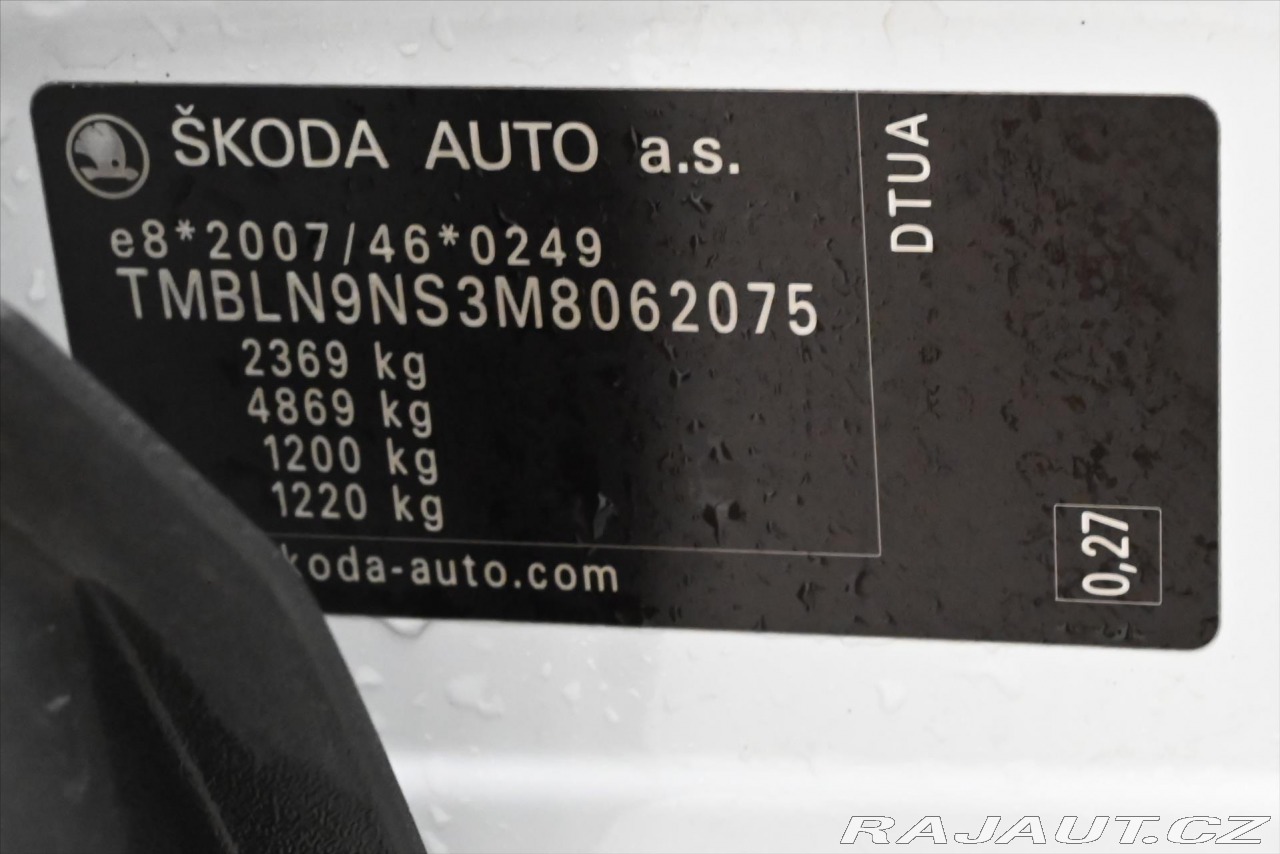 ŠKODA AUTO a.s.
e8*2007/46*0249
TMBLN9NS3M8062075
2369 kg
4869 kg
1200 kg
1220 kg
koda-auto.com
DTUA
0,27
RAJAUT.CZ